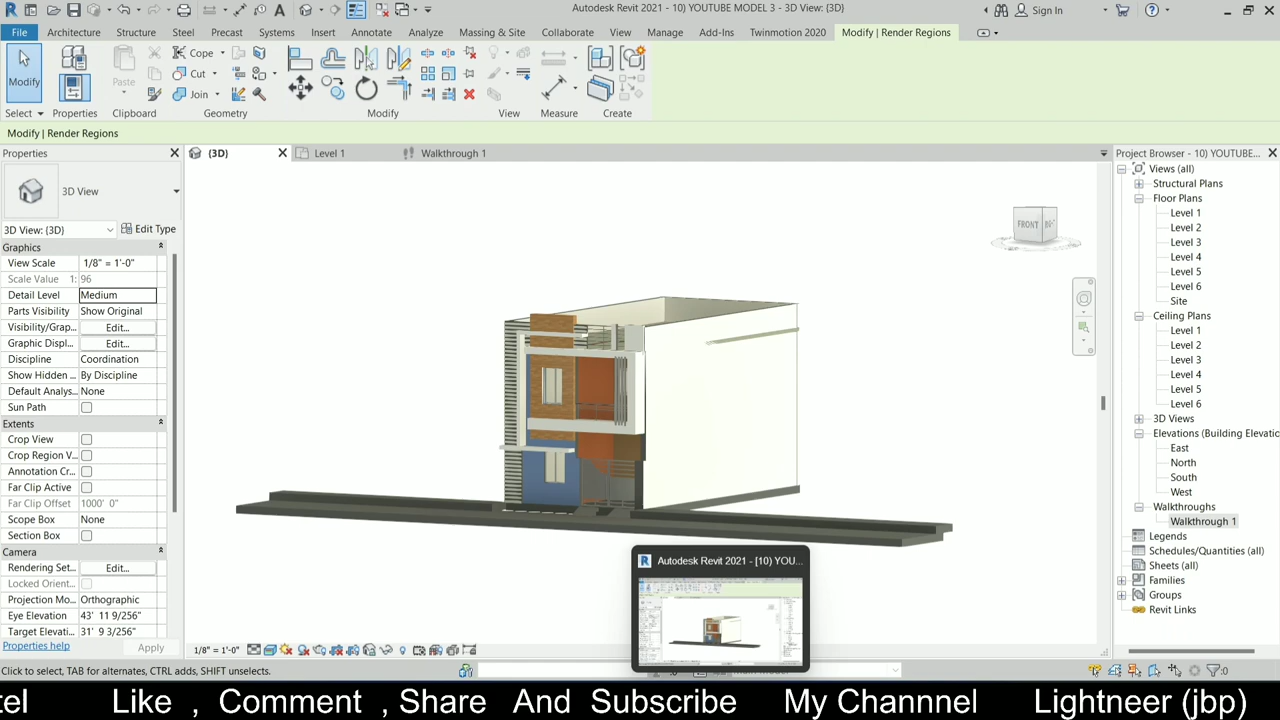 Autodesk Revit 2021 - 10) YOUTUBE MODEL 3 - 3D View: {3D}
Sign In
File Architecture Structure Steel Precast Systems Insert Annotate Analyze Massing & Site Collaborate View Manage Add-Ins Twinmotion 2020 Modify | Render Regions
Modify
Paste
Cope
Cut
Join
Select Properties Clipboard Geometry Modify View Measure Create
Modify | Render Regions
Properties
(3D)
Level 1
Walkthrough 1
Project Browser - 10) YOUTUBE...
3D View
3D View: {3D}
Edit Type
Graphics
View Scale 1/8" = 1'-0"
Scale Value 1: 96
Detail Level Medium
Parts Visibility Show Original
Visibility/Grap... Edit...
Graphic Displ... Edit...
Discipline Coordination
Show Hidden ... By Discipline
Default Analys... None
Sun Path
Extents
Crop View
Crop Region V...
Annotation Cr...
Far Clip Active
Far Clip Offset 1000' 0"
Scope Box None
Section Box
Camera
Rendering Set... Edit...
Locked Orient...
Projection Mo... Orthographic
Eye Elevation 43' 11 9/256"
Target Elevati... 31' 9 3/256"
Properties help
Apply
FRONT
Views (all)
Structural Plans
Floor Plans
Level 1
Level 2
Level 3
Level 4
Level 5
Level 6
Site
Ceiling Plans
Level 1
Level 2
Level 3
Level 4
Level 5
Level 6
3D Views
Elevations (Building Elevatic
East
North
South
West
Walkthroughs
Walkthrough 1
Legends
Schedules/Quantities (all)
Sheets (all)
Families
Groups
Revit Links
Autodesk Revit 2021 - [10) YOU...
1/8" = 1'-0"
Click to select, TAB for alternates, CTRL adds, SHIFT unselects.
:0
tel Like , Comment , Share And Subscribe My Channnel Lightneer (jbp)